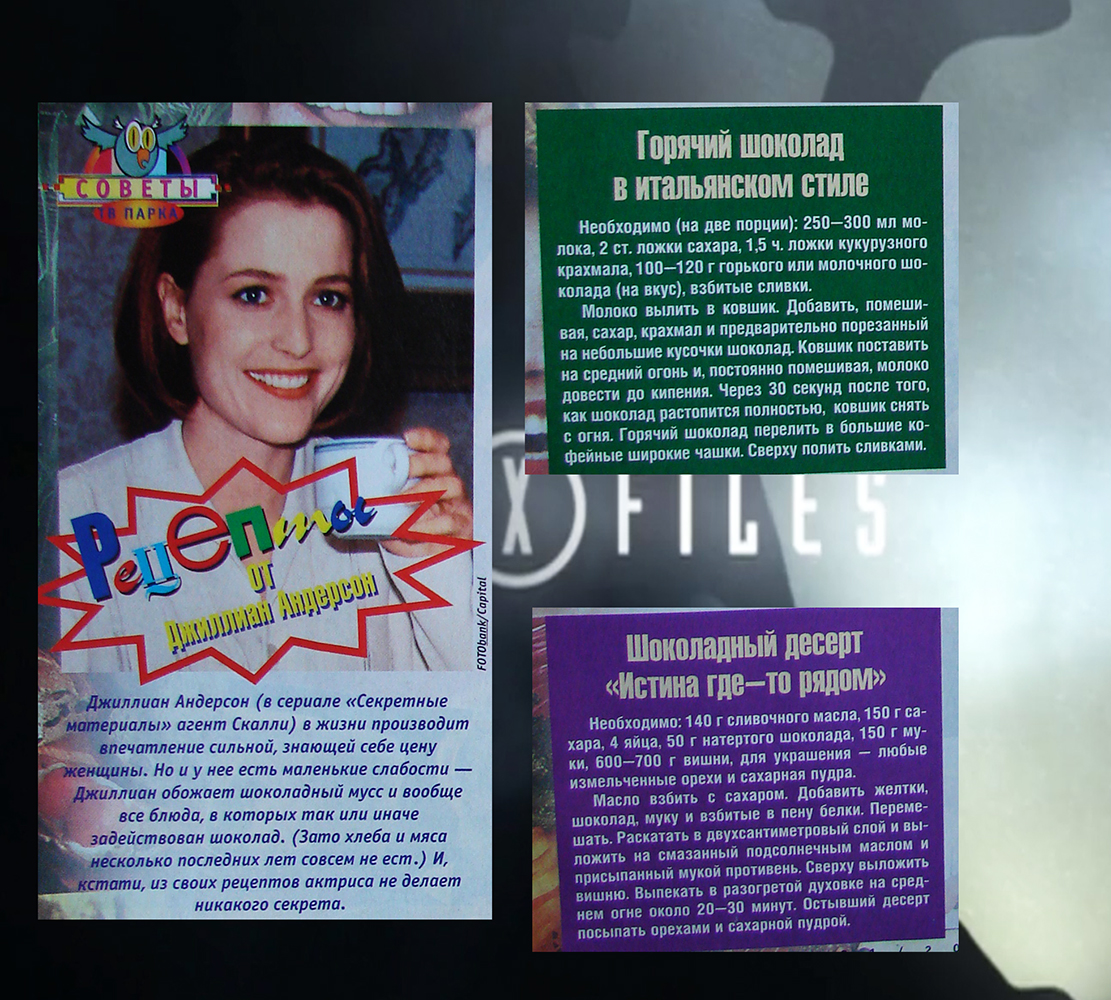 СОВЕТЫ
ТВ ПАРКА
Рецепты
от
Джиллиан Андерсон
FOTObank/Capital
Джиллиан Андерсон (в сериале «Секретные
материалы» агент Скалли) в жизни производит
впечатление сильной, знающей себе цену
женщины. Но и у нее есть маленькие слабости —
Джиллиан обожает шоколадный мусс и вообще
все блюда, в которых так или иначе
задействован шоколад. (Зато хлеба и мяса
несколько последних лет совсем не ест.) И,
кстати, из своих рецептов актриса не делает
никакого секрета.
Горячий шоколад
в итальянском стиле
Необходимо (на две порции): 250—300 мл мо-
лока, 2 ст. ложки сахара, 1,5 ч. ложки кукурузного
крахмала, 100—120 г горького или молочного шо-
колада (на вкус), взбитые сливки.
Молоко вылить в ковшик. Добавить, помеши-
вая, сахар, крахмал и предварительно порезанный
на небольшие кусочки шоколад. Ковшик поставить
на средний огонь и, постоянно помешивая, молоко
довести до кипения. Через 30 секунд после того,
как шоколад растопится полностью, ковшик снять
с огня. Горячий шоколад перелить в большие ко-
фейные широкие чашки. Сверху полить сливками.
X FILES
Шоколадный десерт
«Истина где—то рядом»
Необходимо: 140 г сливочного масла, 150 г са-
хара, 4 яйца, 50 г натертого шоколада, 150 г му-
ки, 600—700 г вишни, для украшения — любые
измельченные орехи и сахарная пудра.
Масло взбить с сахаром. Добавить желтки,
шоколад, муку и взбитые в пену белки. Переме-
шать. Раскатать в двухсантиметровый слой и вы-
ложить на смазанный подсолнечным маслом и
присыпанный мукой противень. Сверху выложить
вишню. Выпекать в разогретой духовке на сред-
нем огне около 20—30 минут. Остывший десерт
посыпать орехами и сахарной пудрой.